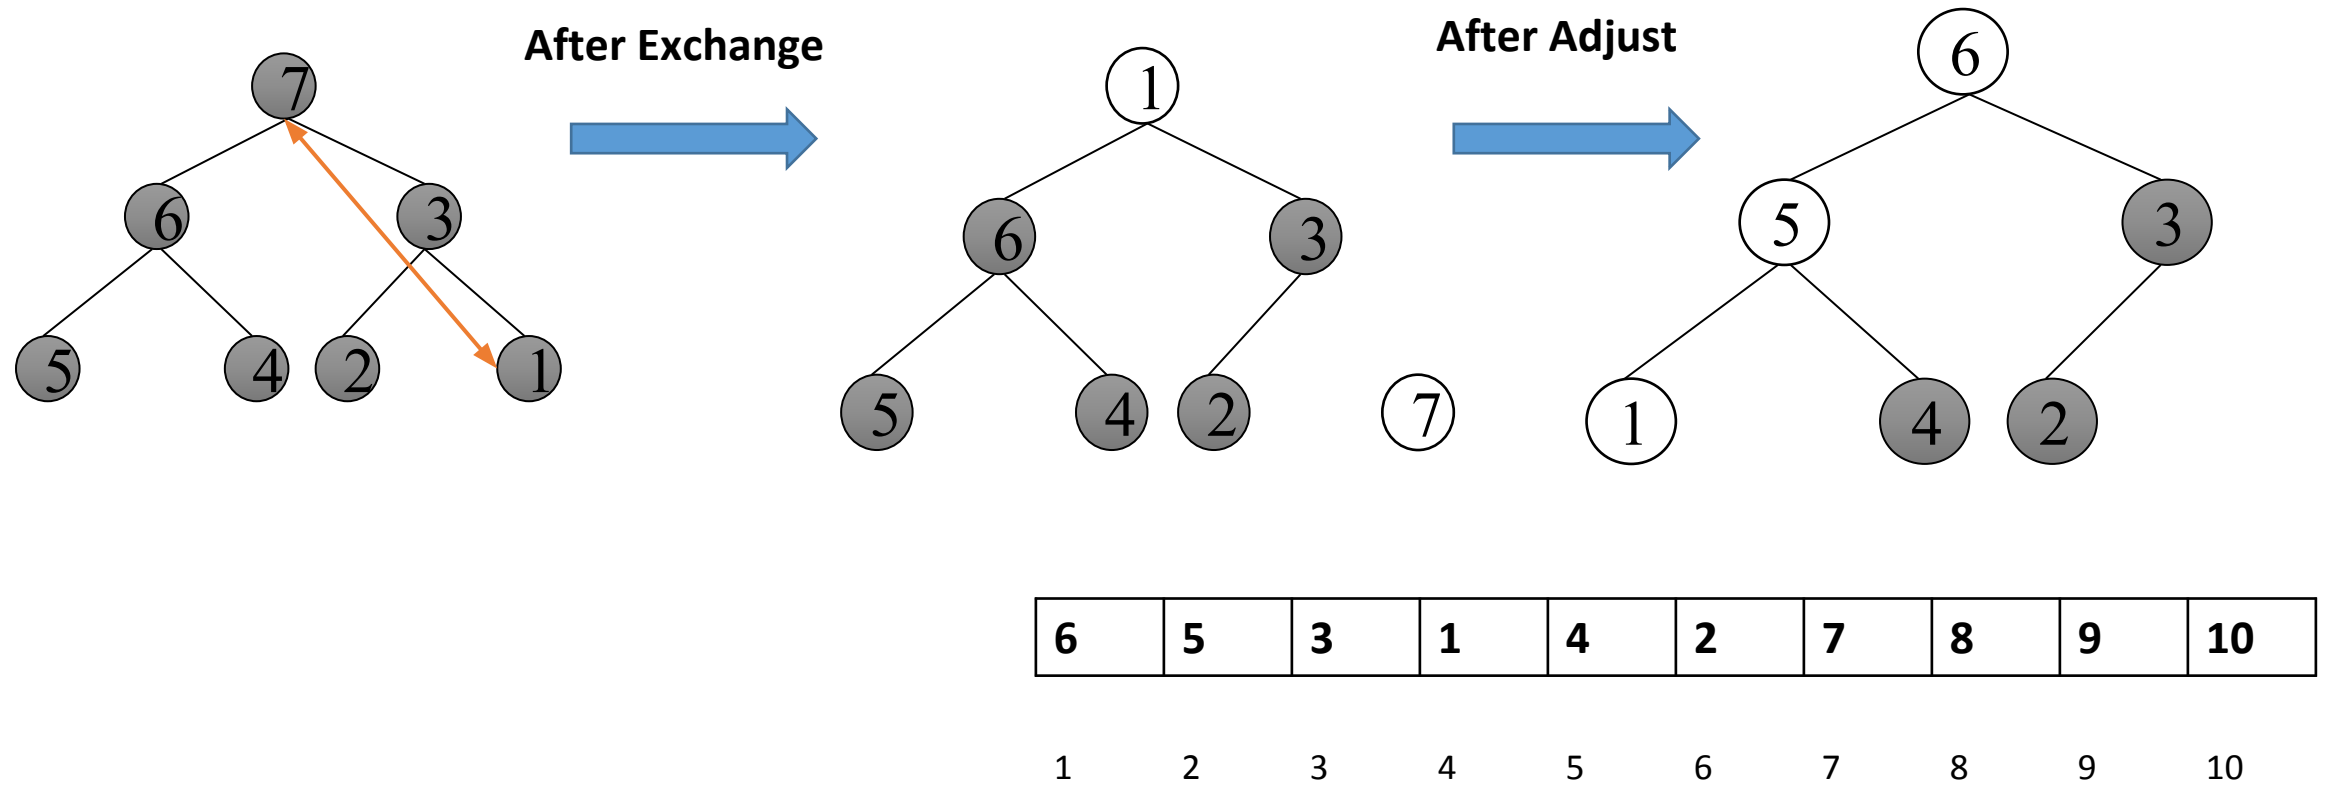 After Exchange
After Adjust
7
6 3
5 4 2 1
1
6 3
5 4 2 7
6
5 3
1 4 2
6 5 3 1 4 2 7 8 9 10
1 2 3 4 5 6 7 8 9 10